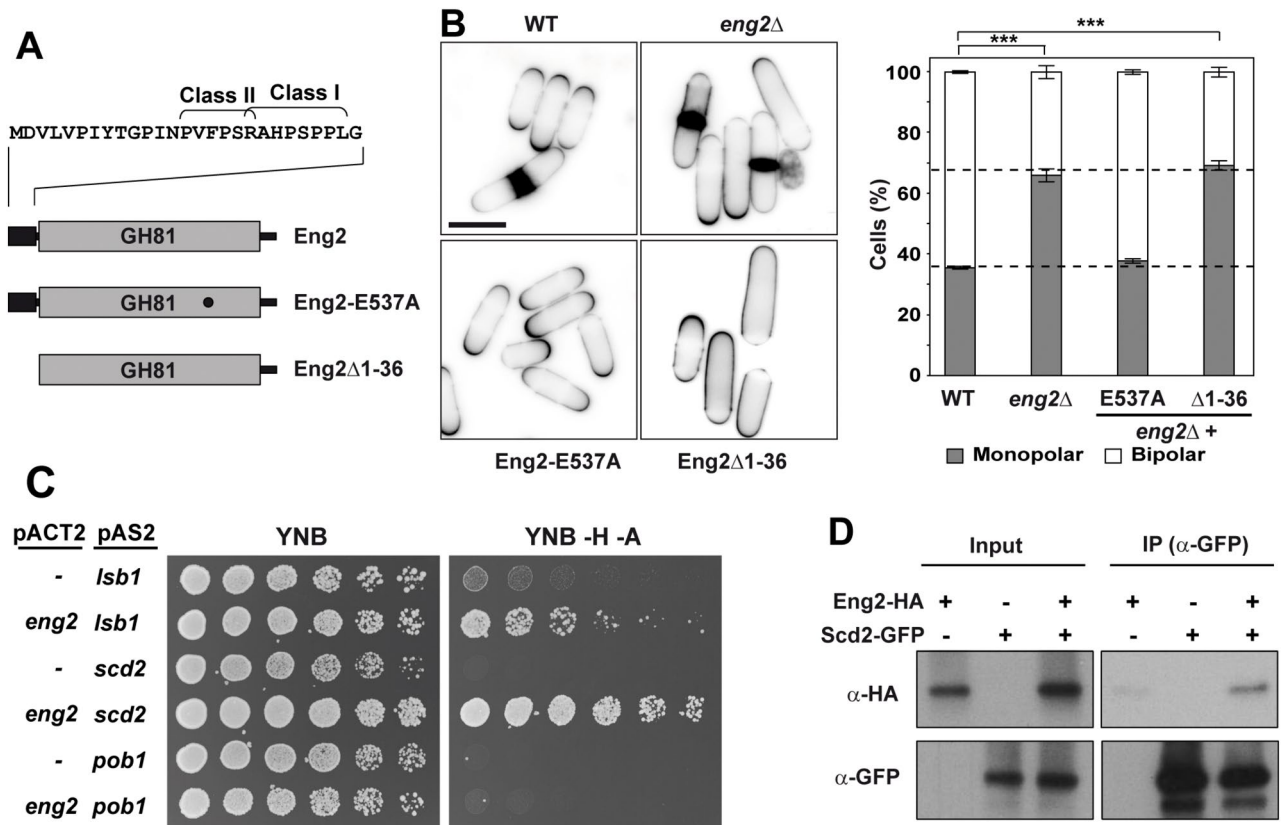 A
Class II Class I
MDVLVPIYTGPINPVFPSRAHPSPPLG
GH81 Eng2
GH81 Eng2-E537A
GH81 Eng2Δ1-36
B
WT eng2Δ
Eng2-E537A Eng2Δ1-36
*** ***
Cells (%)
100
80
60
40
20
0
WT eng2Δ E537A Δ1-36
eng2Δ +
Monopolar Bipolar
C
pACT2 pAS2 YNB YNB -H -A
- lsb1
eng2 lsb1
- scd2
eng2 scd2
- pob1
eng2 pob1
D
Input IP (α-GFP)
Eng2-HA + - + + - +
Scd2-GFP - + + - + +
α-HA
α-GFP